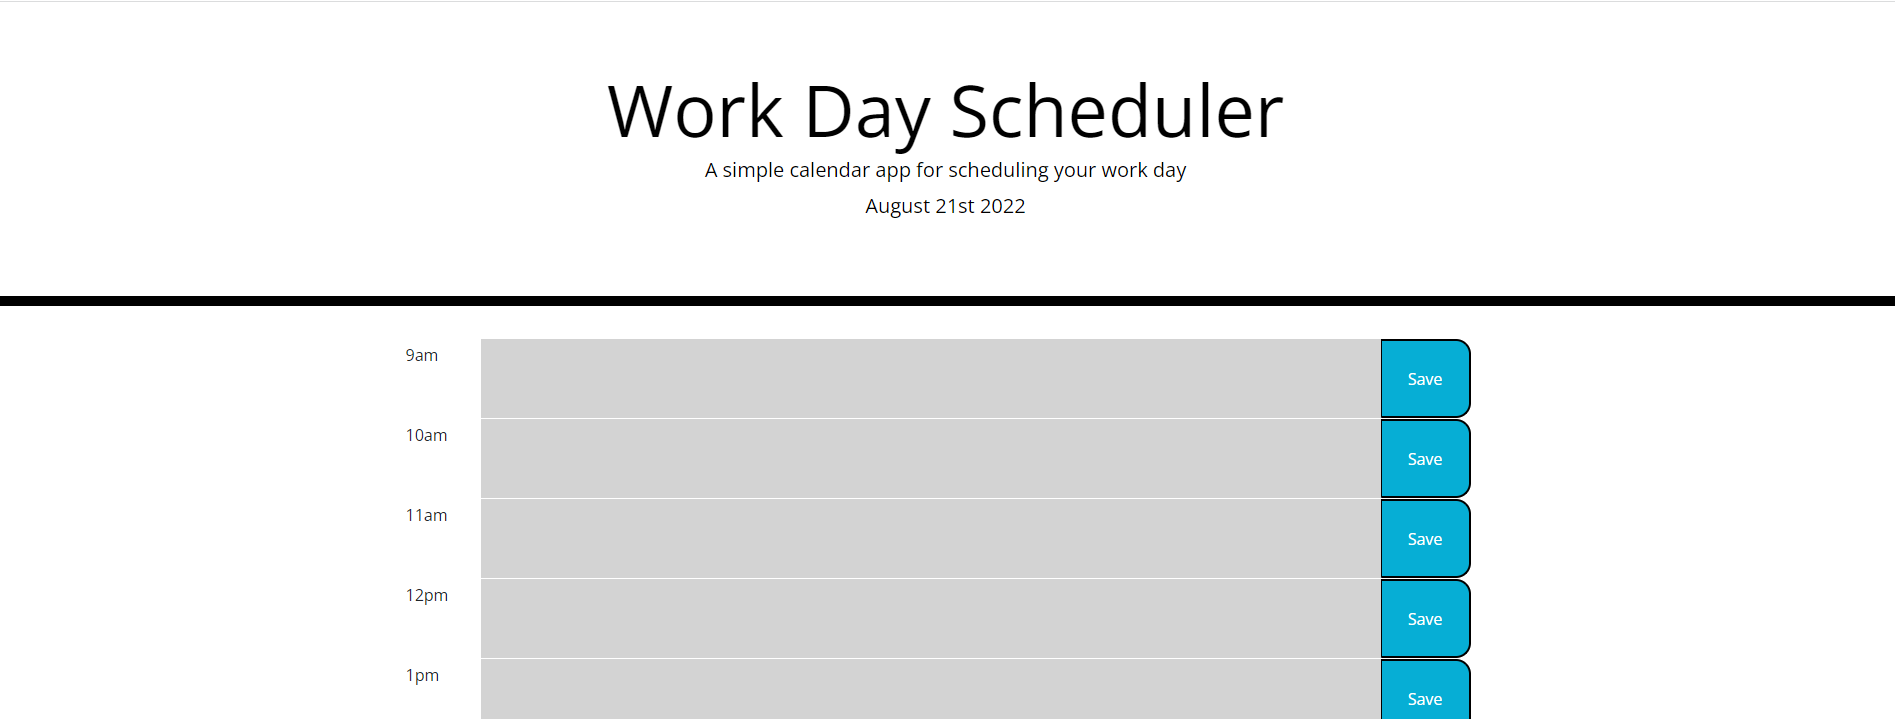 Work Day Scheduler
A simple calendar app for scheduling your work day
August 21st 2022
9am
Save
10am
Save
11am
Save
12pm
Save
1pm
Save